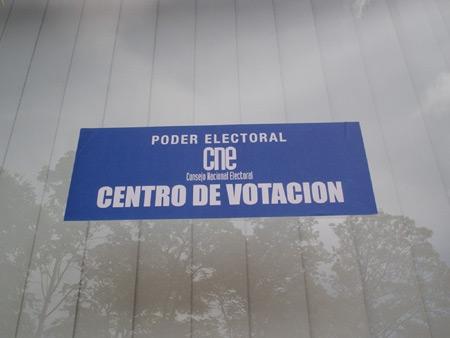 PODER ELECTORAL
cne
Consejo Nacional Electoral
CENTRO DE VOTACION